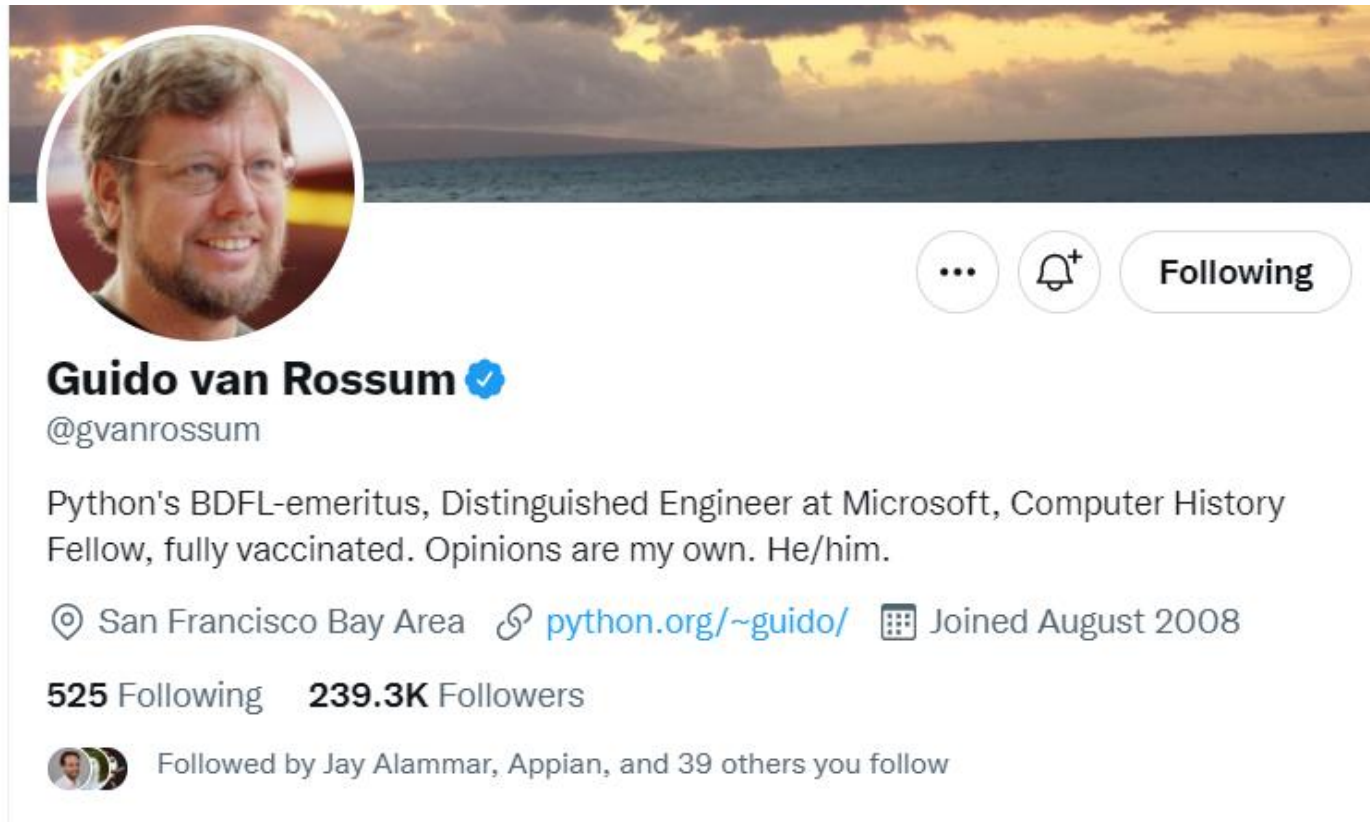 Following
Guido van Rossum
@gvanrossum
Python's BDFL-emeritus, Distinguished Engineer at Microsoft, Computer History
Fellow, fully vaccinated. Opinions are my own. He/him.
San Francisco Bay Area python.org/~guido/ Joined August 2008
525 Following 239.3K Followers
Followed by Jay Alammar, Appian, and 39 others you follow